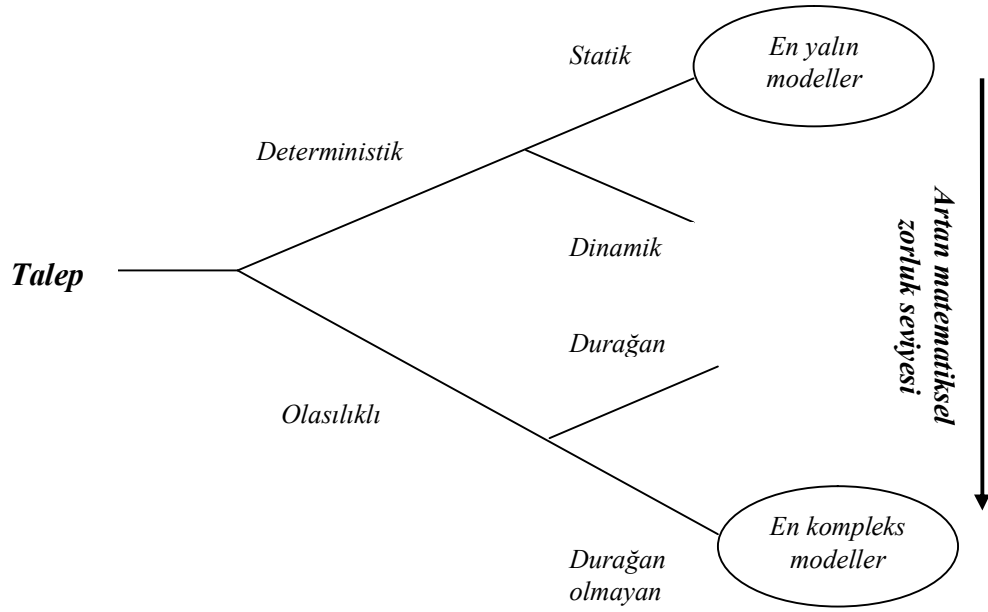 Statik
En yalın
modeller
Deterministik
Dinamik
Talep
Artan matematiksel
zorluk seviyesi
Durağan
Olasılıklı
En kompleks
modeller
Durağan
olmayan